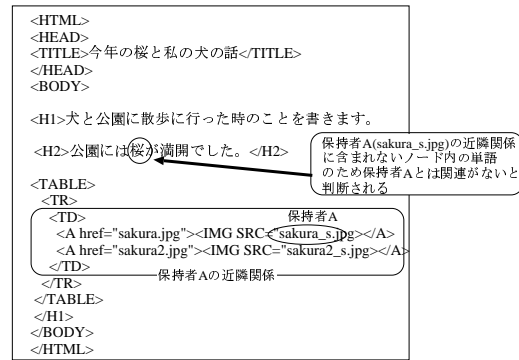 <HTML>
<HEAD>
<TITLE>今年の桜と私の犬の話</TITLE>
</HEAD>
<BODY>
<H1>犬と公園に散歩に行った時のことを書きます。
<H2>公園には桜が満開でした。</H2>
保持者A(sakura_s.jpg)の近隣関係
に含まれないノード内の単語
のため保持者Aとは関連がないと
判断される
<TABLE>
<TR>
<TD>
保持者A
<A href="sakura.jpg"><IMG SRC="sakura_s.jpg></A>
<A href="sakura2.jpg"><IMG SRC="sakura2_s.jpg></A>
</TD>
保持者Aの近隣関係
</TR>
</TABLE>
</H1>
</BODY>
</HTML>